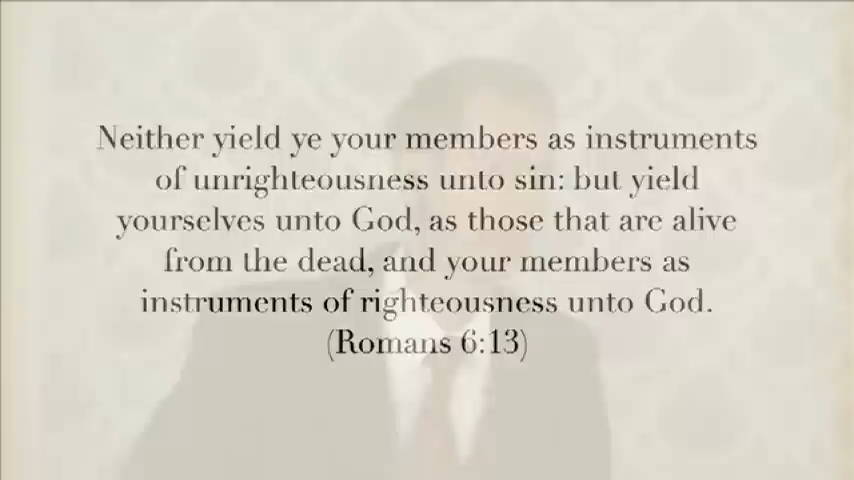 Neither yield ye your members as instruments
of unrighteousness unto sin: but yield
yourselves unto God, as those that are alive
from the dead, and your members as
instruments of righteousness unto God.
(Romans 6:13)